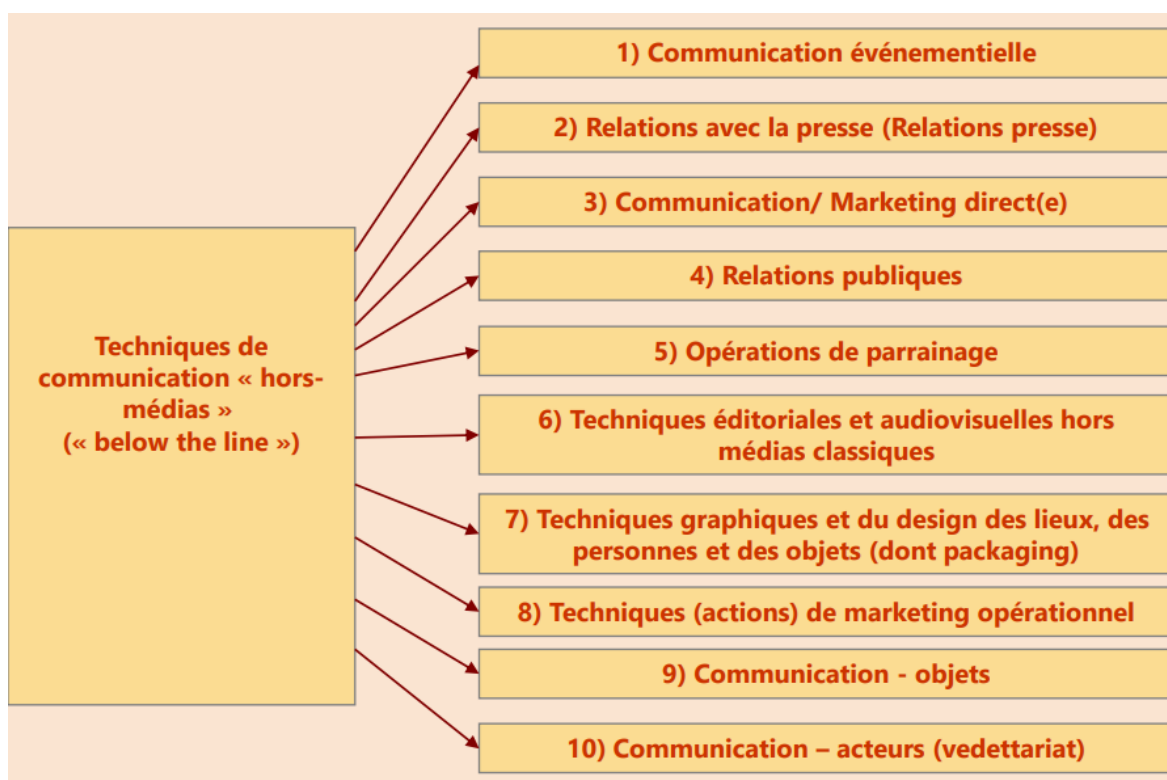 1) Communication événementielle
2) Relations avec la presse (Relations presse)
3) Communication/ Marketing direct(e)
4) Relations publiques
5) Opérations de parrainage
6) Techniques éditoriales et audiovisuelles hors
médias classiques
7) Techniques graphiques et du design des lieux, des
personnes et des objets (dont packaging)
8) Techniques (actions) de marketing opérationnel
9) Communication - objets
10) Communication – acteurs (vedettariat)
Techniques de
communication « hors-
médias »
(« below the line »)